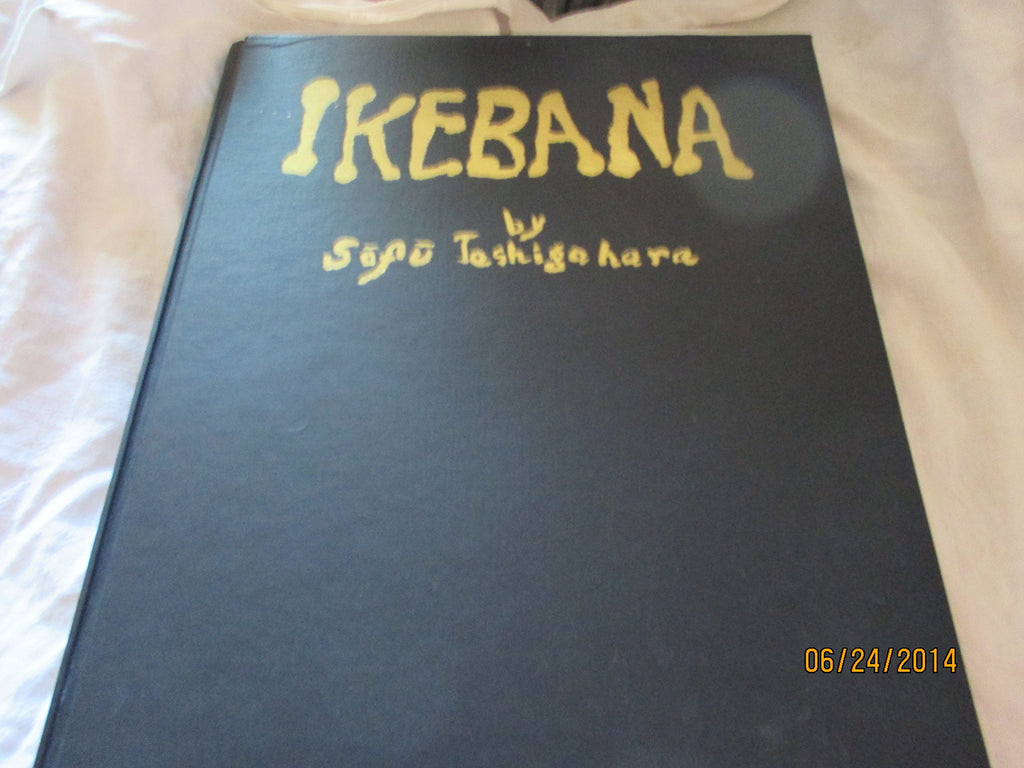 IKEBANA
by
Sōfū Teshigahara
06/24/2014